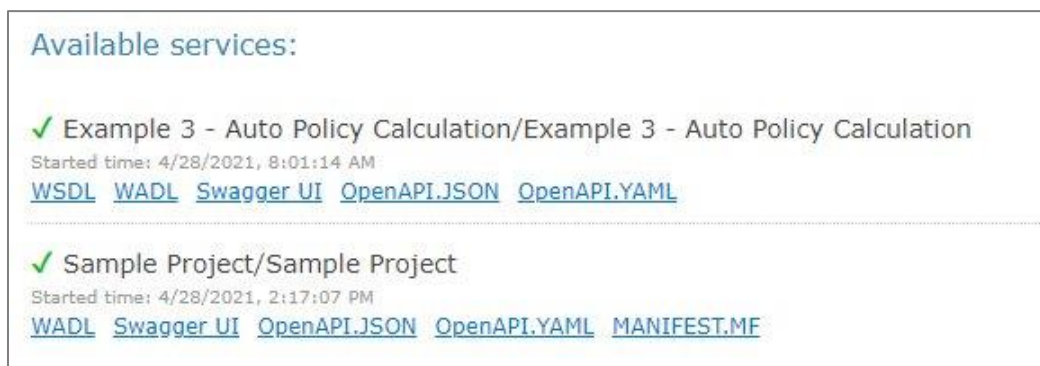 Available services:
Example 3 - Auto Policy Calculation/Example 3 - Auto Policy Calculation
Started time: 4/28/2021, 8:01:14 AM
WSDL WADL Swagger UI OpenAPI.JSON OpenAPI.YAML
Sample Project/Sample Project
Started time: 4/28/2021, 2:17:07 PM
WADL Swagger UI OpenAPI.JSON OpenAPI.YAML MANIFEST.MF